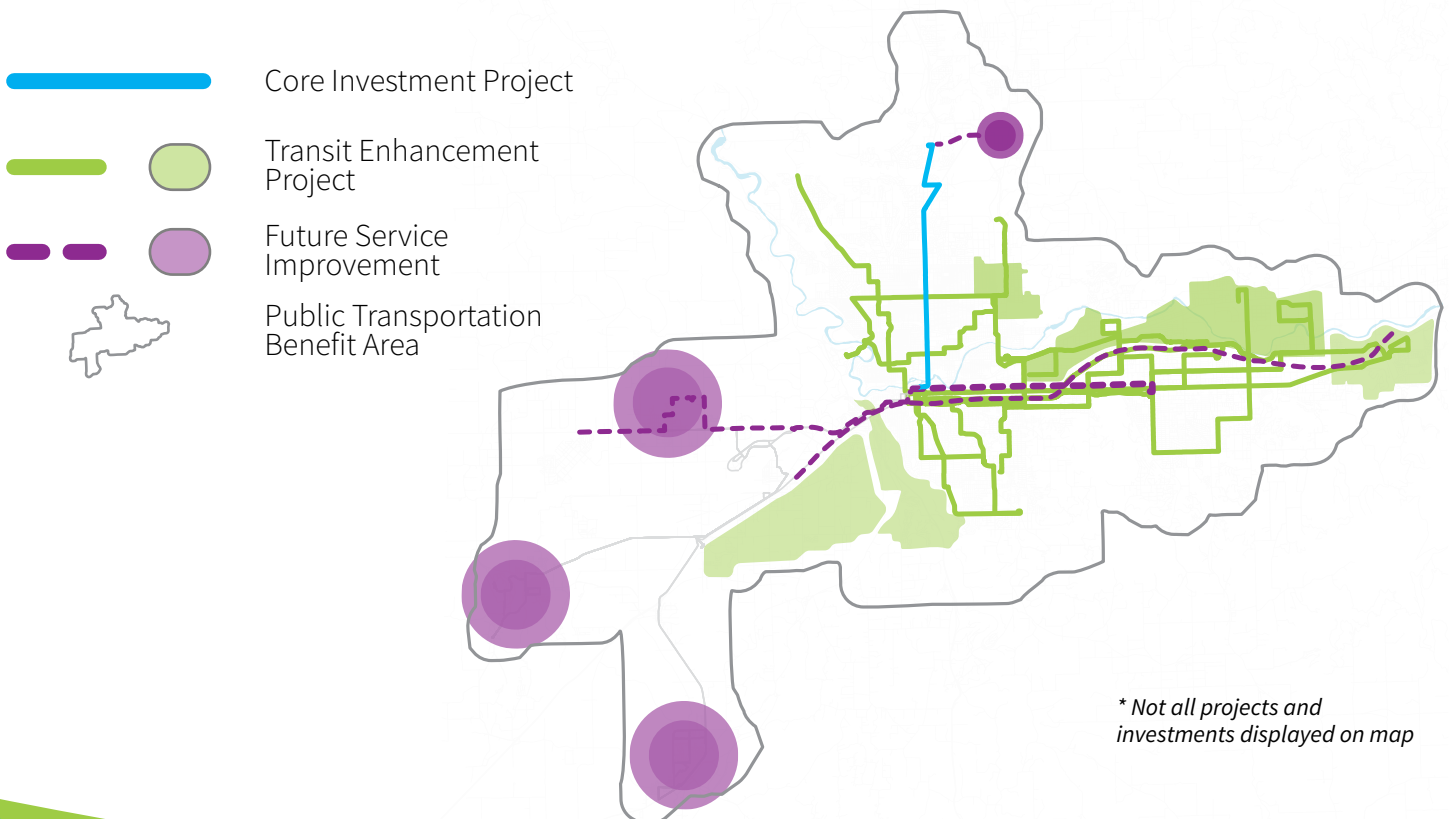 Core Investment Project
Transit Enhancement
Project
Future Service
Improvement
Public Transportation
Benefit Area
* Not all projects and
investments displayed on map